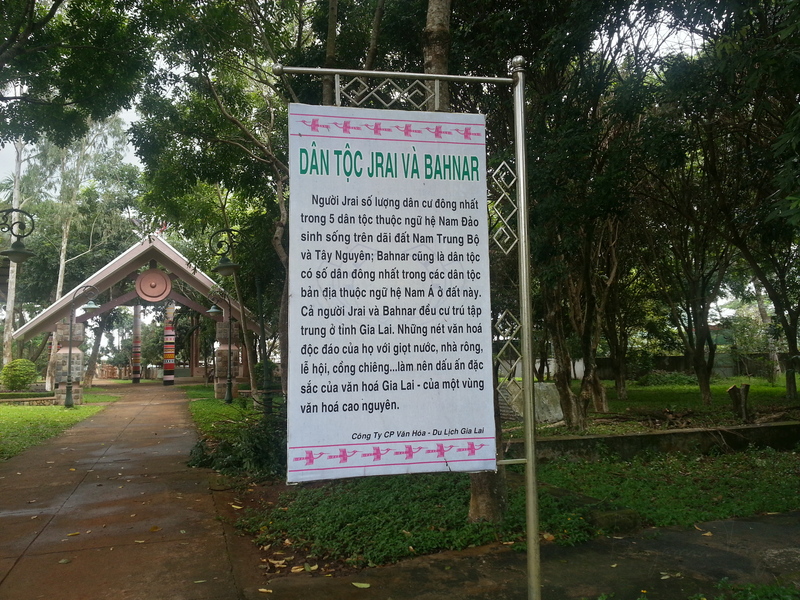 DÂN TỘC JRAI VÀ BAHNAR
Người Jrai số lượng dân cư đông nhất
trong 5 dân tộc thuộc ngữ hệ Nam Đảo
sinh sống trên dãi đất Nam Trung Bộ
và Tây Nguyên; Bahnar cũng là dân tộc
có số dân đông nhất trong các dân tộc
bản địa thuộc ngữ hệ Nam Á ở đất này.
Cả người Jrai và Bahnar đều cư trú tập
trung ở tỉnh Gia Lai. Những nét văn hoá
độc đáo của họ với giọt nước, nhà rông,
lễ hội, cồng chiêng...làm nên dấu ấn đặc
sắc của văn hoá Gia Lai - của một vùng
văn hoá cao nguyên.
Công Ty CP Văn Hóa - Du Lịch Gia Lai